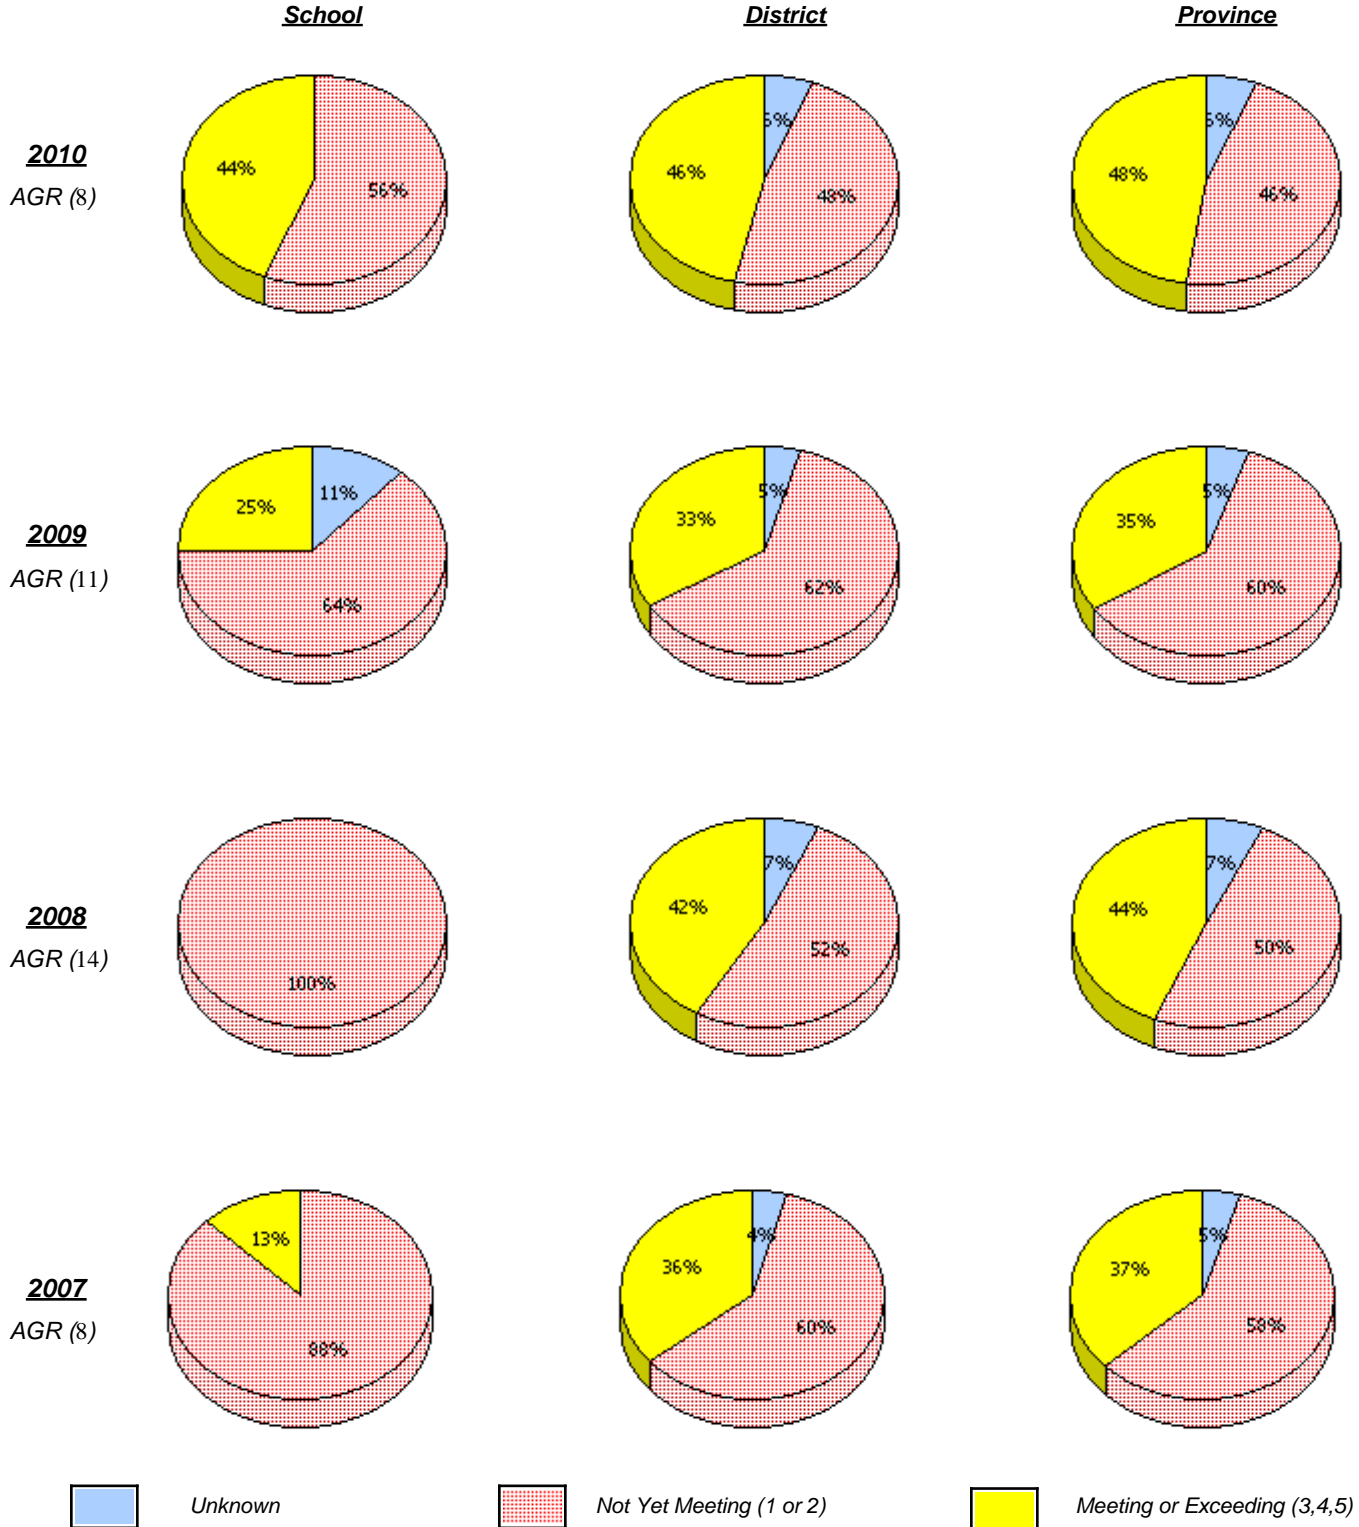 School District Province
2010
AGR (8)
44% 56%
46% 48%
48% 46%
2009
AGR (11)
25% 11% 64%
33% 5% 62%
35% 5% 60%
2008
AGR (14)
100%
42% 7% 52%
44% 7% 50%
2007
AGR (8)
13% 88%
36% 4% 60%
37% 5% 58%
Unknown Not Yet Meeting (1 or 2) Meeting or Exceeding (3,4,5)